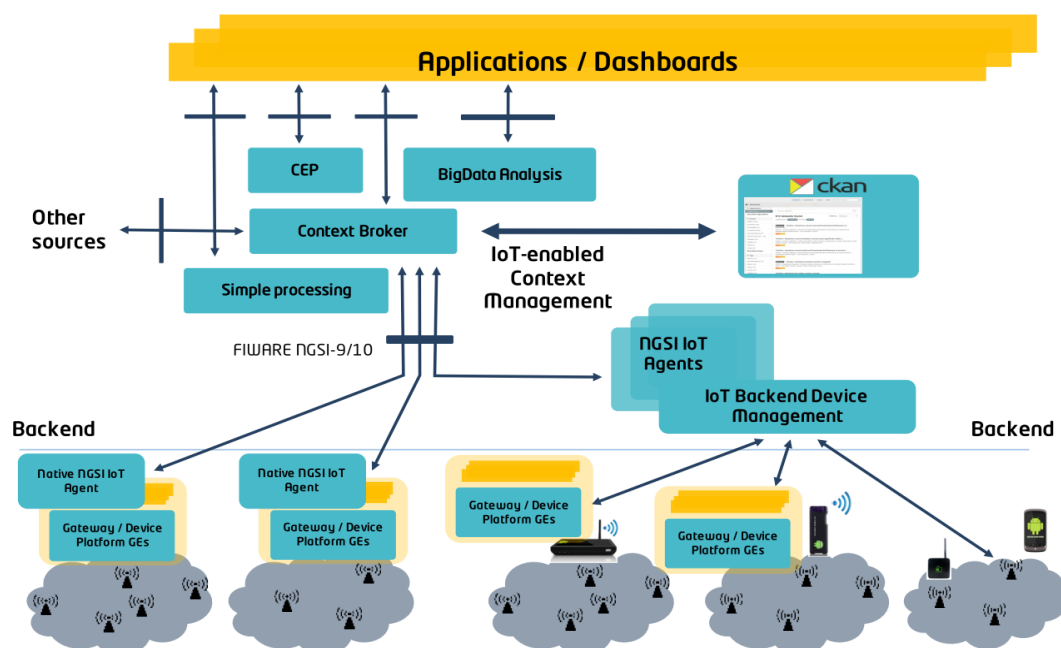 Applications / Dashboards
CEP
BigData Analysis
ckan
Other
sources
Context Broker
IoT-enabled
Context
Management
Simple processing
FIWARE NGSI-9/10
NGSI IoT
Agents
IoT Backend Device
Management
Backend
Backend
Native NGSI IoT
Agent
Native NGSI IoT
Agent
Gateway / Device
Platform GEs
Gateway / Device
Platform GEs
Gateway / Device
Platform GEs
Gateway / Device
Platform GEs